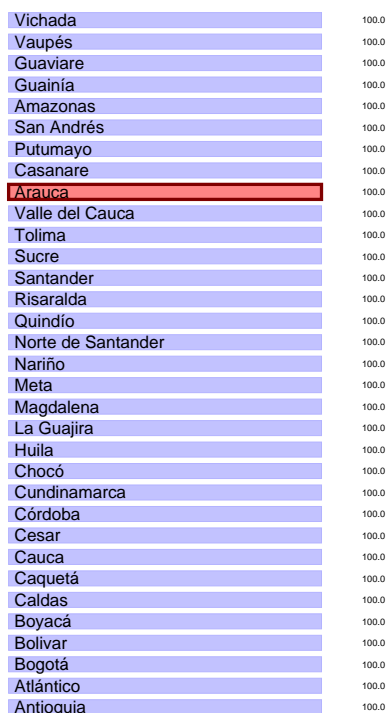 Vichada 100.0
Vaupés 100.0
Guaviare 100.0
Guainía 100.0
Amazonas 100.0
San Andrés 100.0
Putumayo 100.0
Casanare 100.0
Arauca 100.0
Valle del Cauca 100.0
Tolima 100.0
Sucre 100.0
Santander 100.0
Risaralda 100.0
Quindío 100.0
Norte de Santander 100.0
Nariño 100.0
Meta 100.0
Magdalena 100.0
La Guajira 100.0
Huila 100.0
Chocó 100.0
Cundinamarca 100.0
Córdoba 100.0
Cesar 100.0
Cauca 100.0
Caquetá 100.0
Caldas 100.0
Boyacá 100.0
Bolivar 100.0
Bogotá 100.0
Atlántico 100.0
Antioquia 100.0